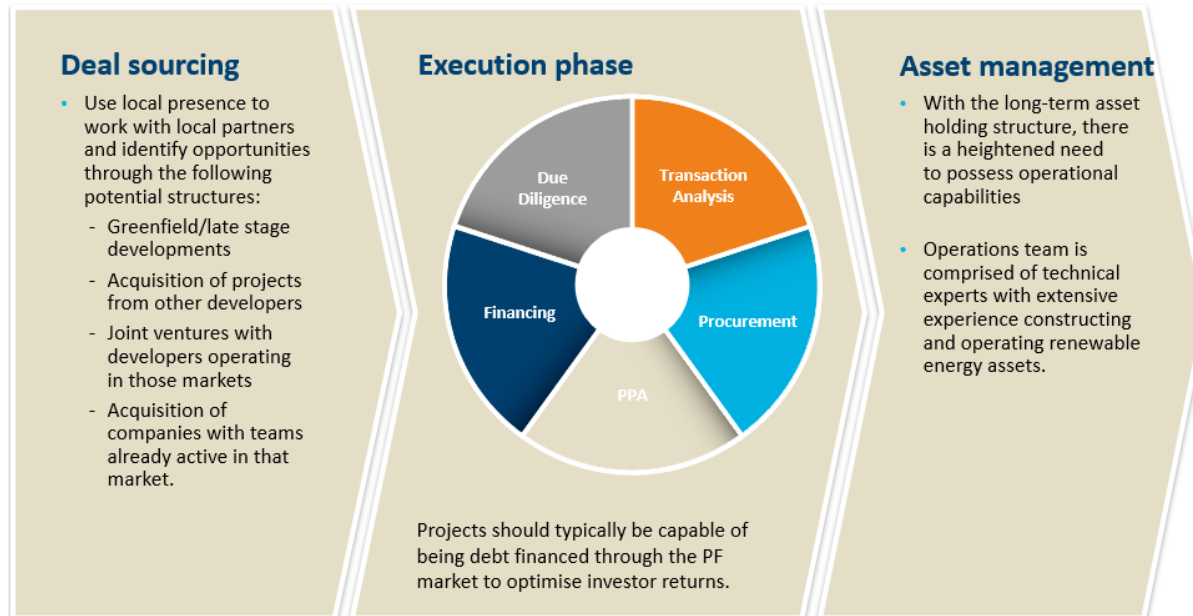 Deal sourcing
• Use local presence to
work with local partners
and identify opportunities
through the following
potential structures:
- Greenfield/late stage
developments
- Acquisition of projects
from other developers
- Joint ventures with
developers operating
in those markets
- Acquisition of
companies with teams
already active in that
market.
Execution phase
Due
Diligence
Transaction
Analysis
Financing
Procurement
PPA
Projects should typically be capable of
being debt financed through the PF
market to optimise investor returns.
Asset management
• With the long-term asset
holding structure, there
is a heightened need
to possess operational
capabilities
• Operations team is
comprised of technical
experts with extensive
experience constructing
and operating renewable
energy assets.